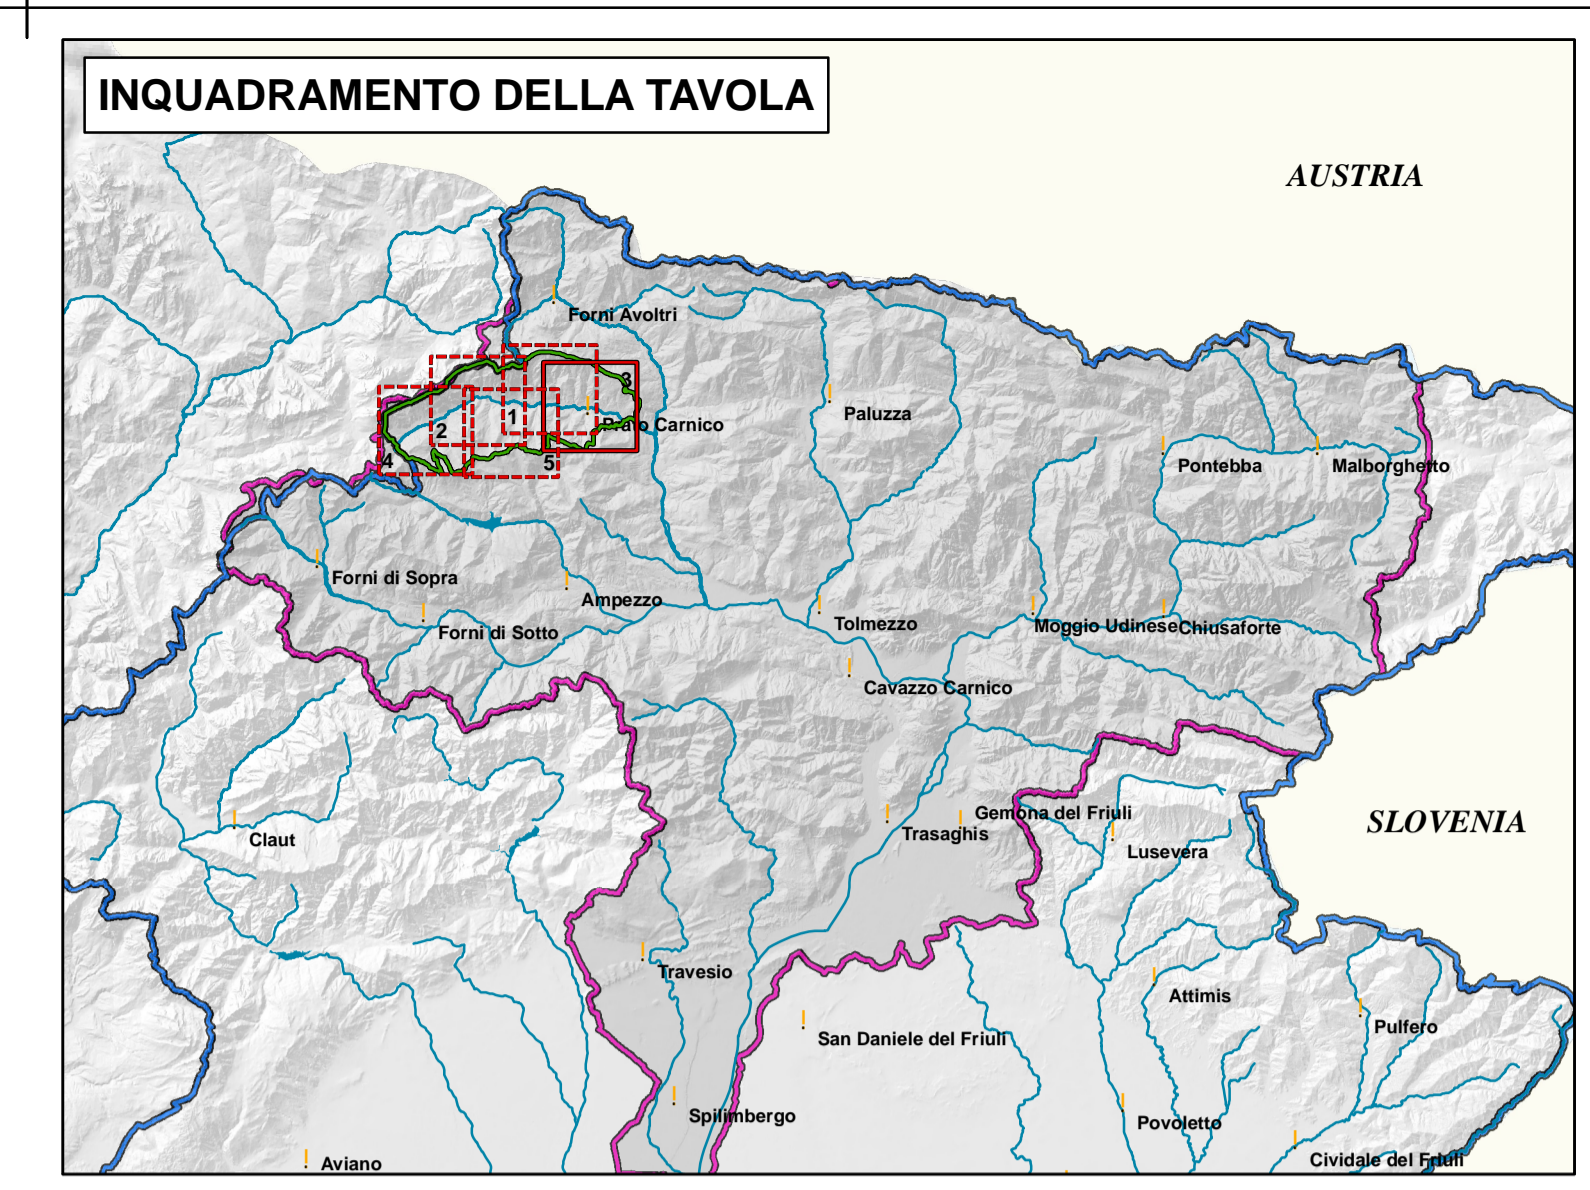 INQUADRAMENTO DELLA TAVOLA
AUSTRIA
Forni Avoltri
3
Paluzza
1
Prato Carnico
2
4
5
Pontebba
Malborghetto
Forni di Sopra
Ampezzo
Forni di Sotto
Tolmezzo
Moggio Udinese
Chiusaforte
Cavazzo Carnico
Gemona del Friuli
SLOVENIA
Trasaghis
Claut
Lusevera
Travesio
Attimis
Pulfero
San Daniele del Friuli
Spilimbergo
Povoletto
Aviano
Cividale del Friuli